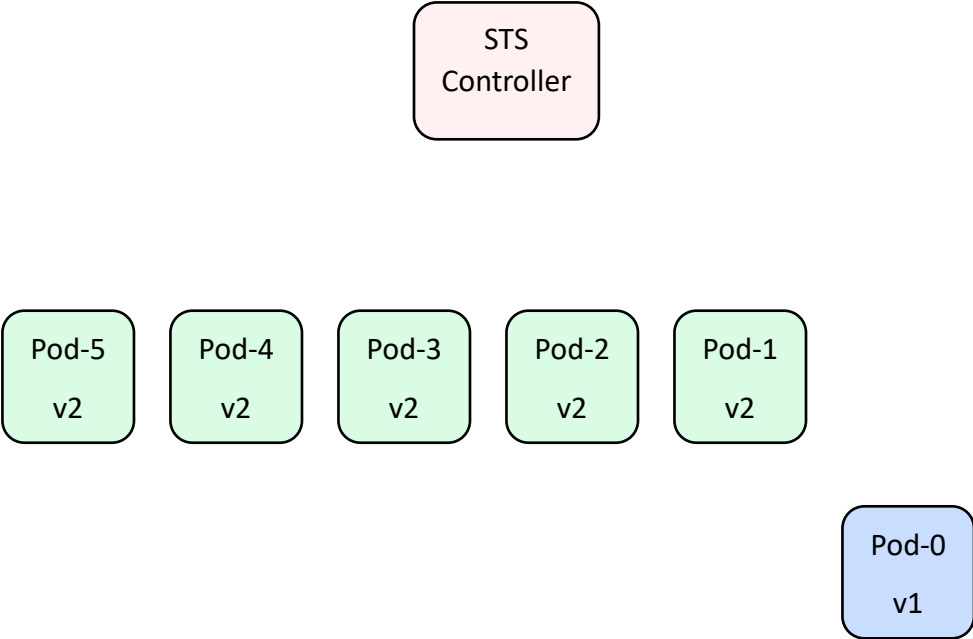 STS
Controller
Pod-5
v2
Pod-4
v2
Pod-3
v2
Pod-2
v2
Pod-1
v2
Pod-0
v1